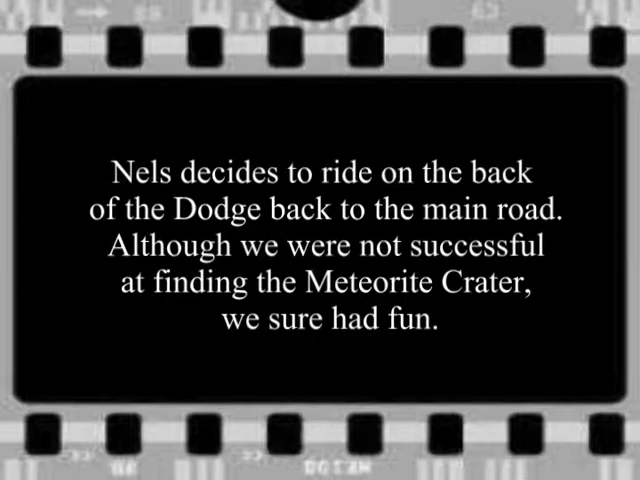 Nels decides to ride on the back
of the Dodge back to the main road.
Although we were not successful
at finding the Meteorite Crater,
we sure had fun.